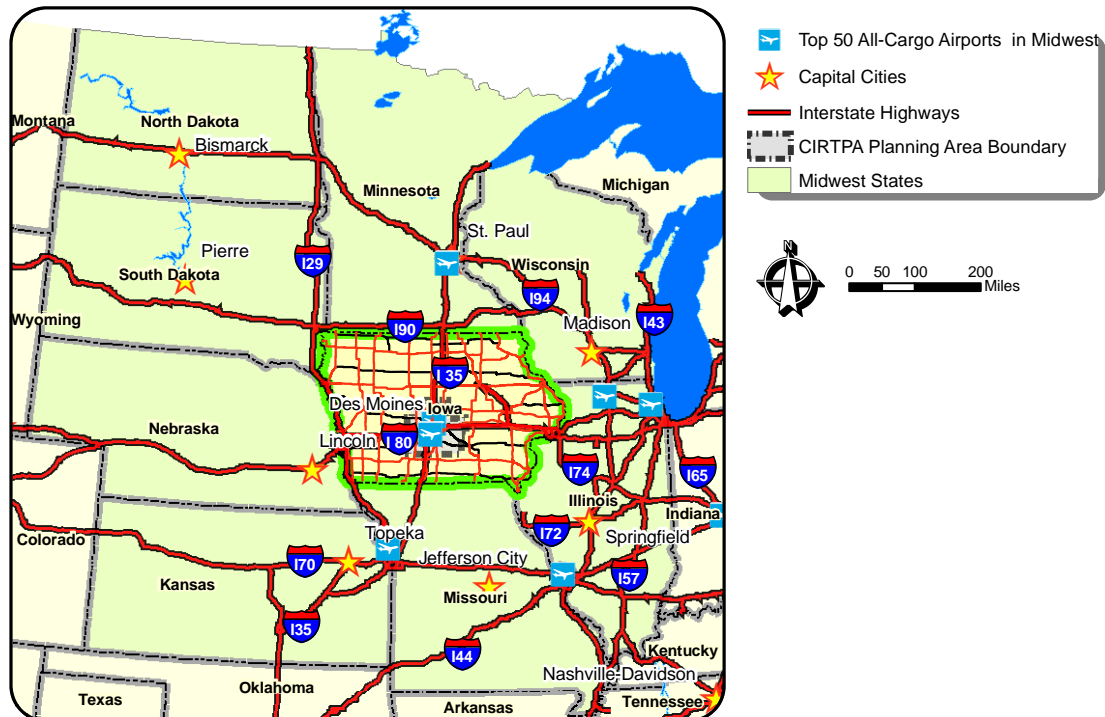 Top 50 All-Cargo Airports in Midwest
Capital Cities
Interstate Highways
CIRTPA Planning Area Boundary
Midwest States
N
0 50 100 200
Miles
Montana
North Dakota
Bismarck
Minnesota
Michigan
St. Paul
Pierre
South Dakota
I29
Wisconsin
I94
Wyoming
I90
Madison
I43
I 35
Des Moines
Iowa
Nebraska
Lincoln
I 80
I74
I65
Illinois
Indiana
I72
Springfield
Topeka
Colorado
Jefferson City
I70
Kansas
I57
Missouri
I35
I44
Kentucky
Nashville-Davidson
Oklahoma
Texas
Arkansas
Tennessee